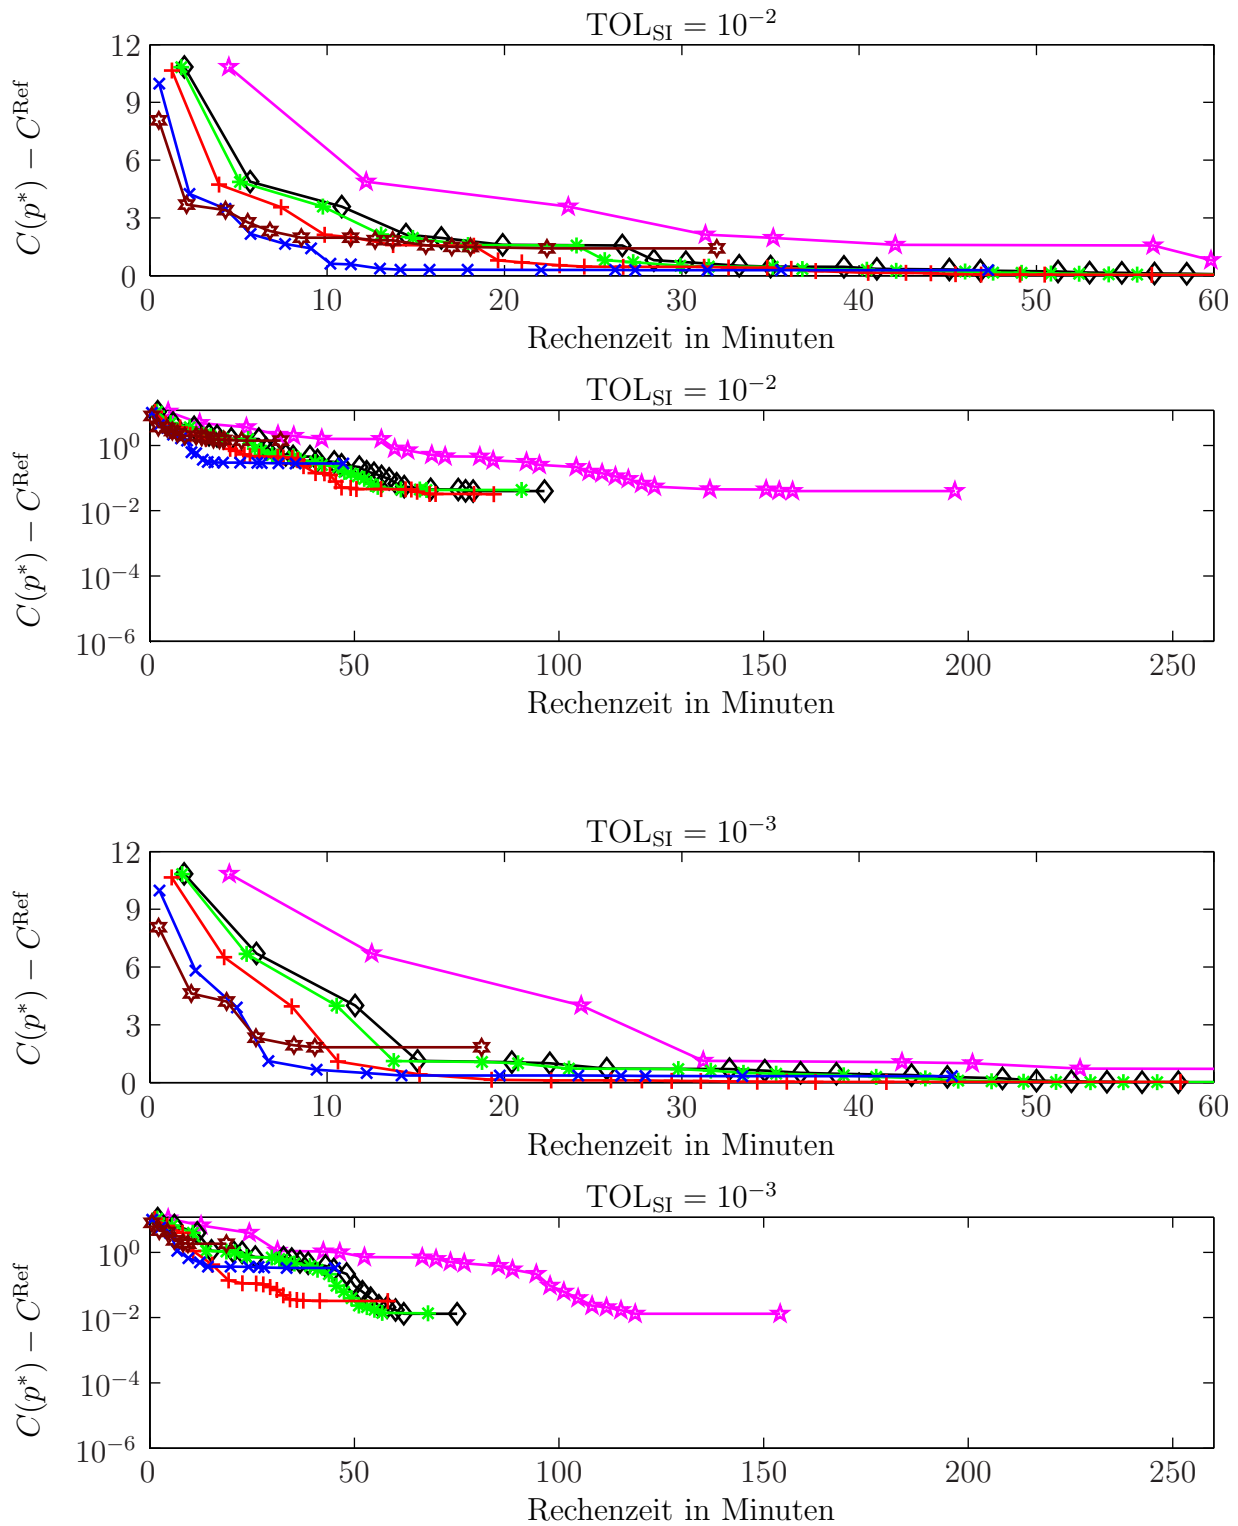 TOL_SI = 10^−2
12
9
6
3
0
C(p*) − C^Ref
0 10 20 30 40 50 60
Rechenzeit in Minuten
TOL_SI = 10^−2
10^0
10^−2
10^−4
10^−6
C(p*) − C^Ref
0 50 100 150 200 250
Rechenzeit in Minuten
TOL_SI = 10^−3
12
9
6
3
0
C(p*) − C^Ref
0 10 20 30 40 50 60
Rechenzeit in Minuten
TOL_SI = 10^−3
10^0
10^−2
10^−4
10^−6
C(p*) − C^Ref
0 50 100 150 200 250
Rechenzeit in Minuten